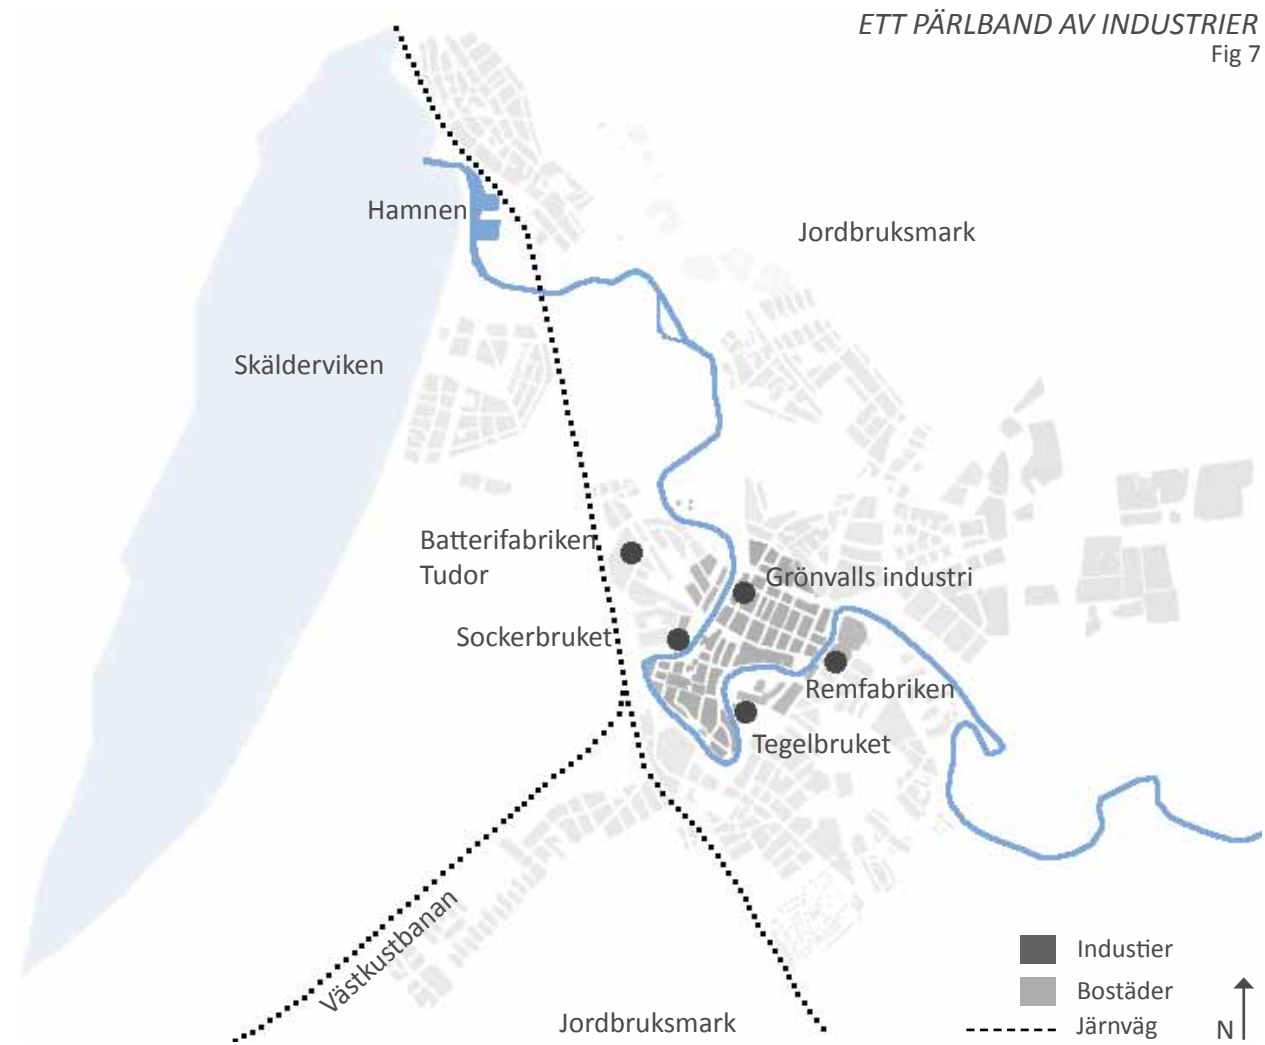 ETT PÄRLBAND AV INDUSTRIER
Fig 7
Hamnen
Jordbruksmark
Skälderviken
Batterifabriken
Tudor
Grönvalls industri
Sockerbruket
Remfabriken
Tegelbruket
Västkustbanan
Jordbruksmark
Industier
Bostäder
Järnväg
N